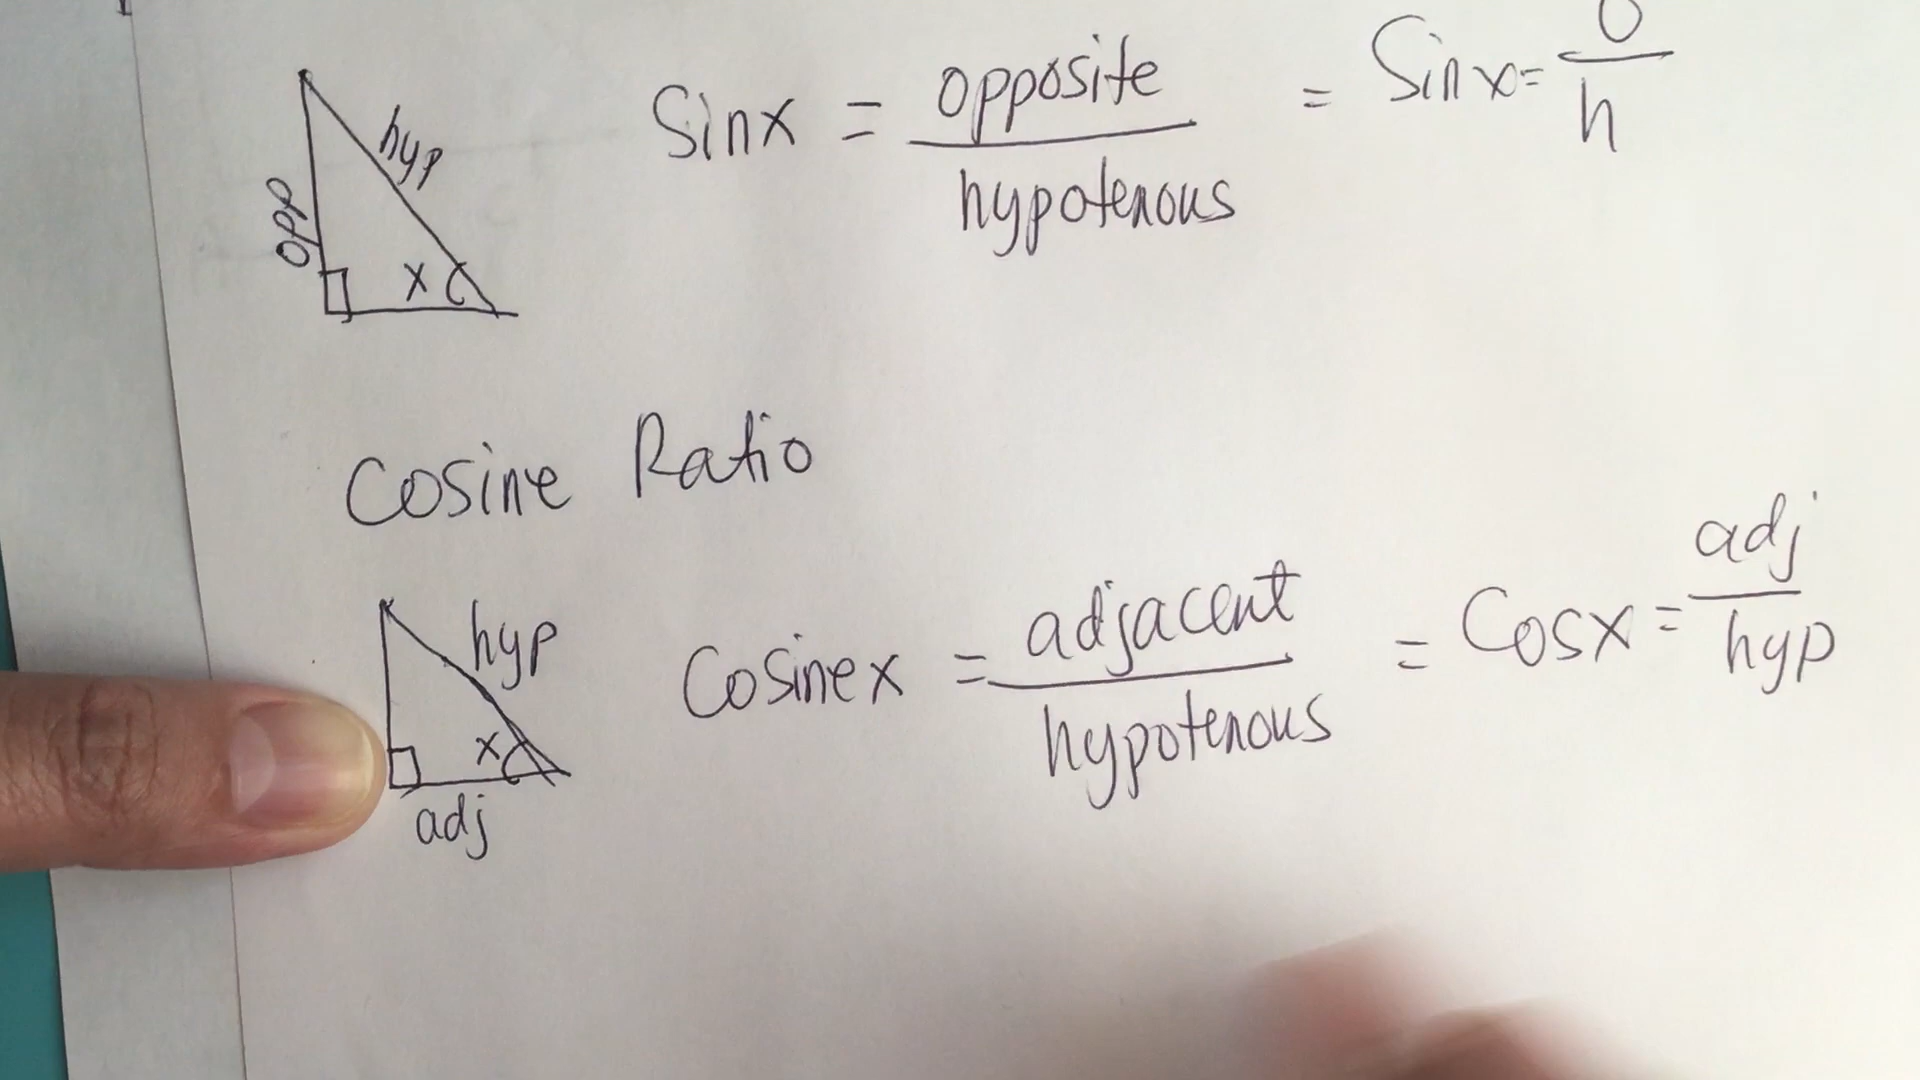 hyp
opp
x
Sinx = opposite / hypotenous = Sinx = o / h
Cosine Ratio
hyp
x
adj
Cosinex = adjacent / hypotenous = Cosx = adj / hyp